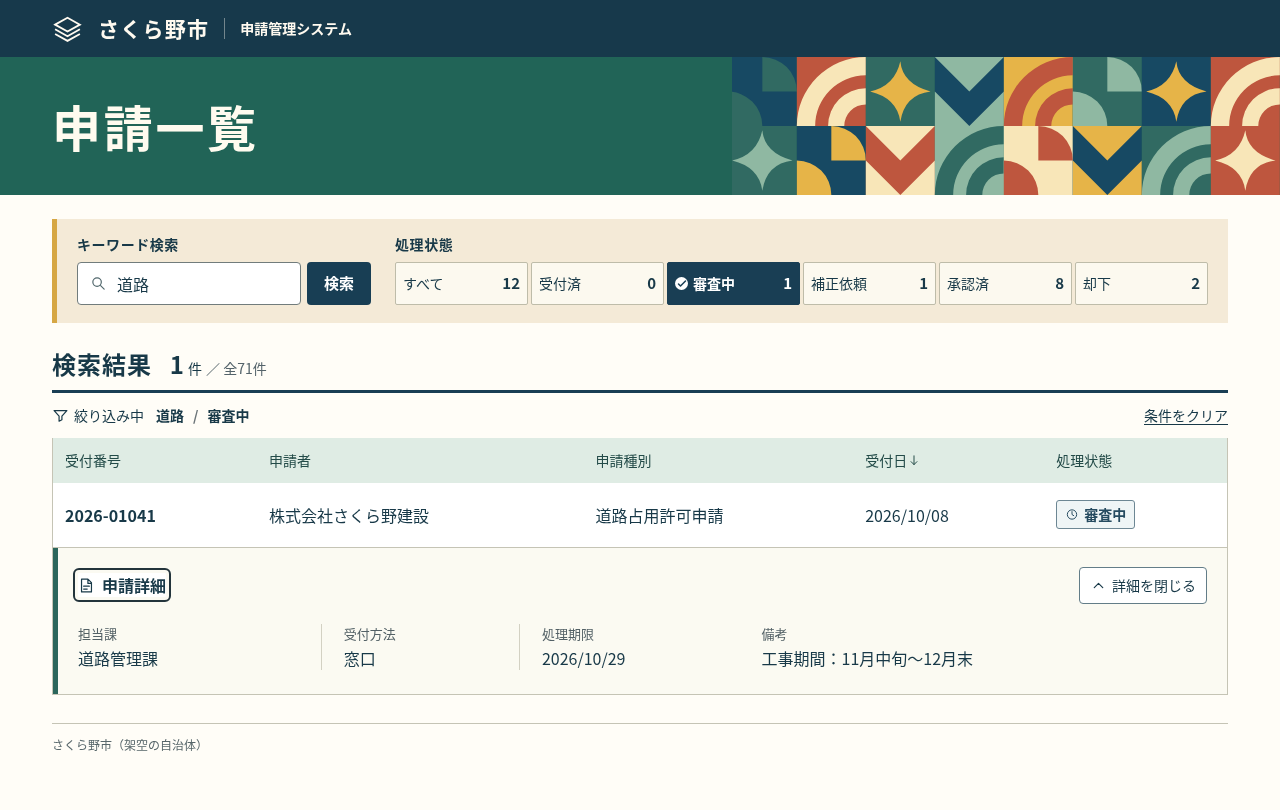 さくら野市 申請管理システム
申請一覧
キーワード検索 処理状態
道路 検索 すべて 12 受付済 0 審査中 1 補正依頼 1 承認済 8 却下 2
検索結果 1 件 ／ 全71件
絞り込み中 道路 / 審査中 条件をクリア
受付番号 申請者 申請種別 受付日↓ 処理状態
2026-01041 株式会社さくら野建設 道路占用許可申請 2026/10/08 審査中
申請詳細 詳細を閉じる
担当課 受付方法 処理期限 備考
道路管理課 窓口 2026/10/29 工事期間：11月中旬～12月末
さくら野市（架空の自治体）